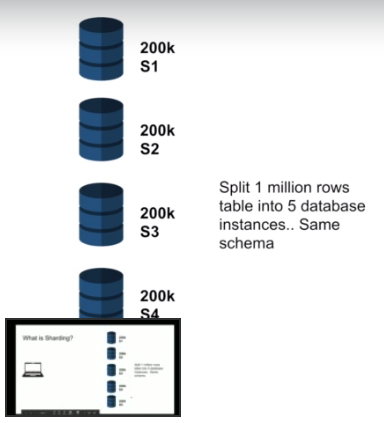 200k
S1
200k
S2
200k
S3
200k
S4
Split 1 million rows
table into 5 database
instances.. Same
schema
What is Sharding?